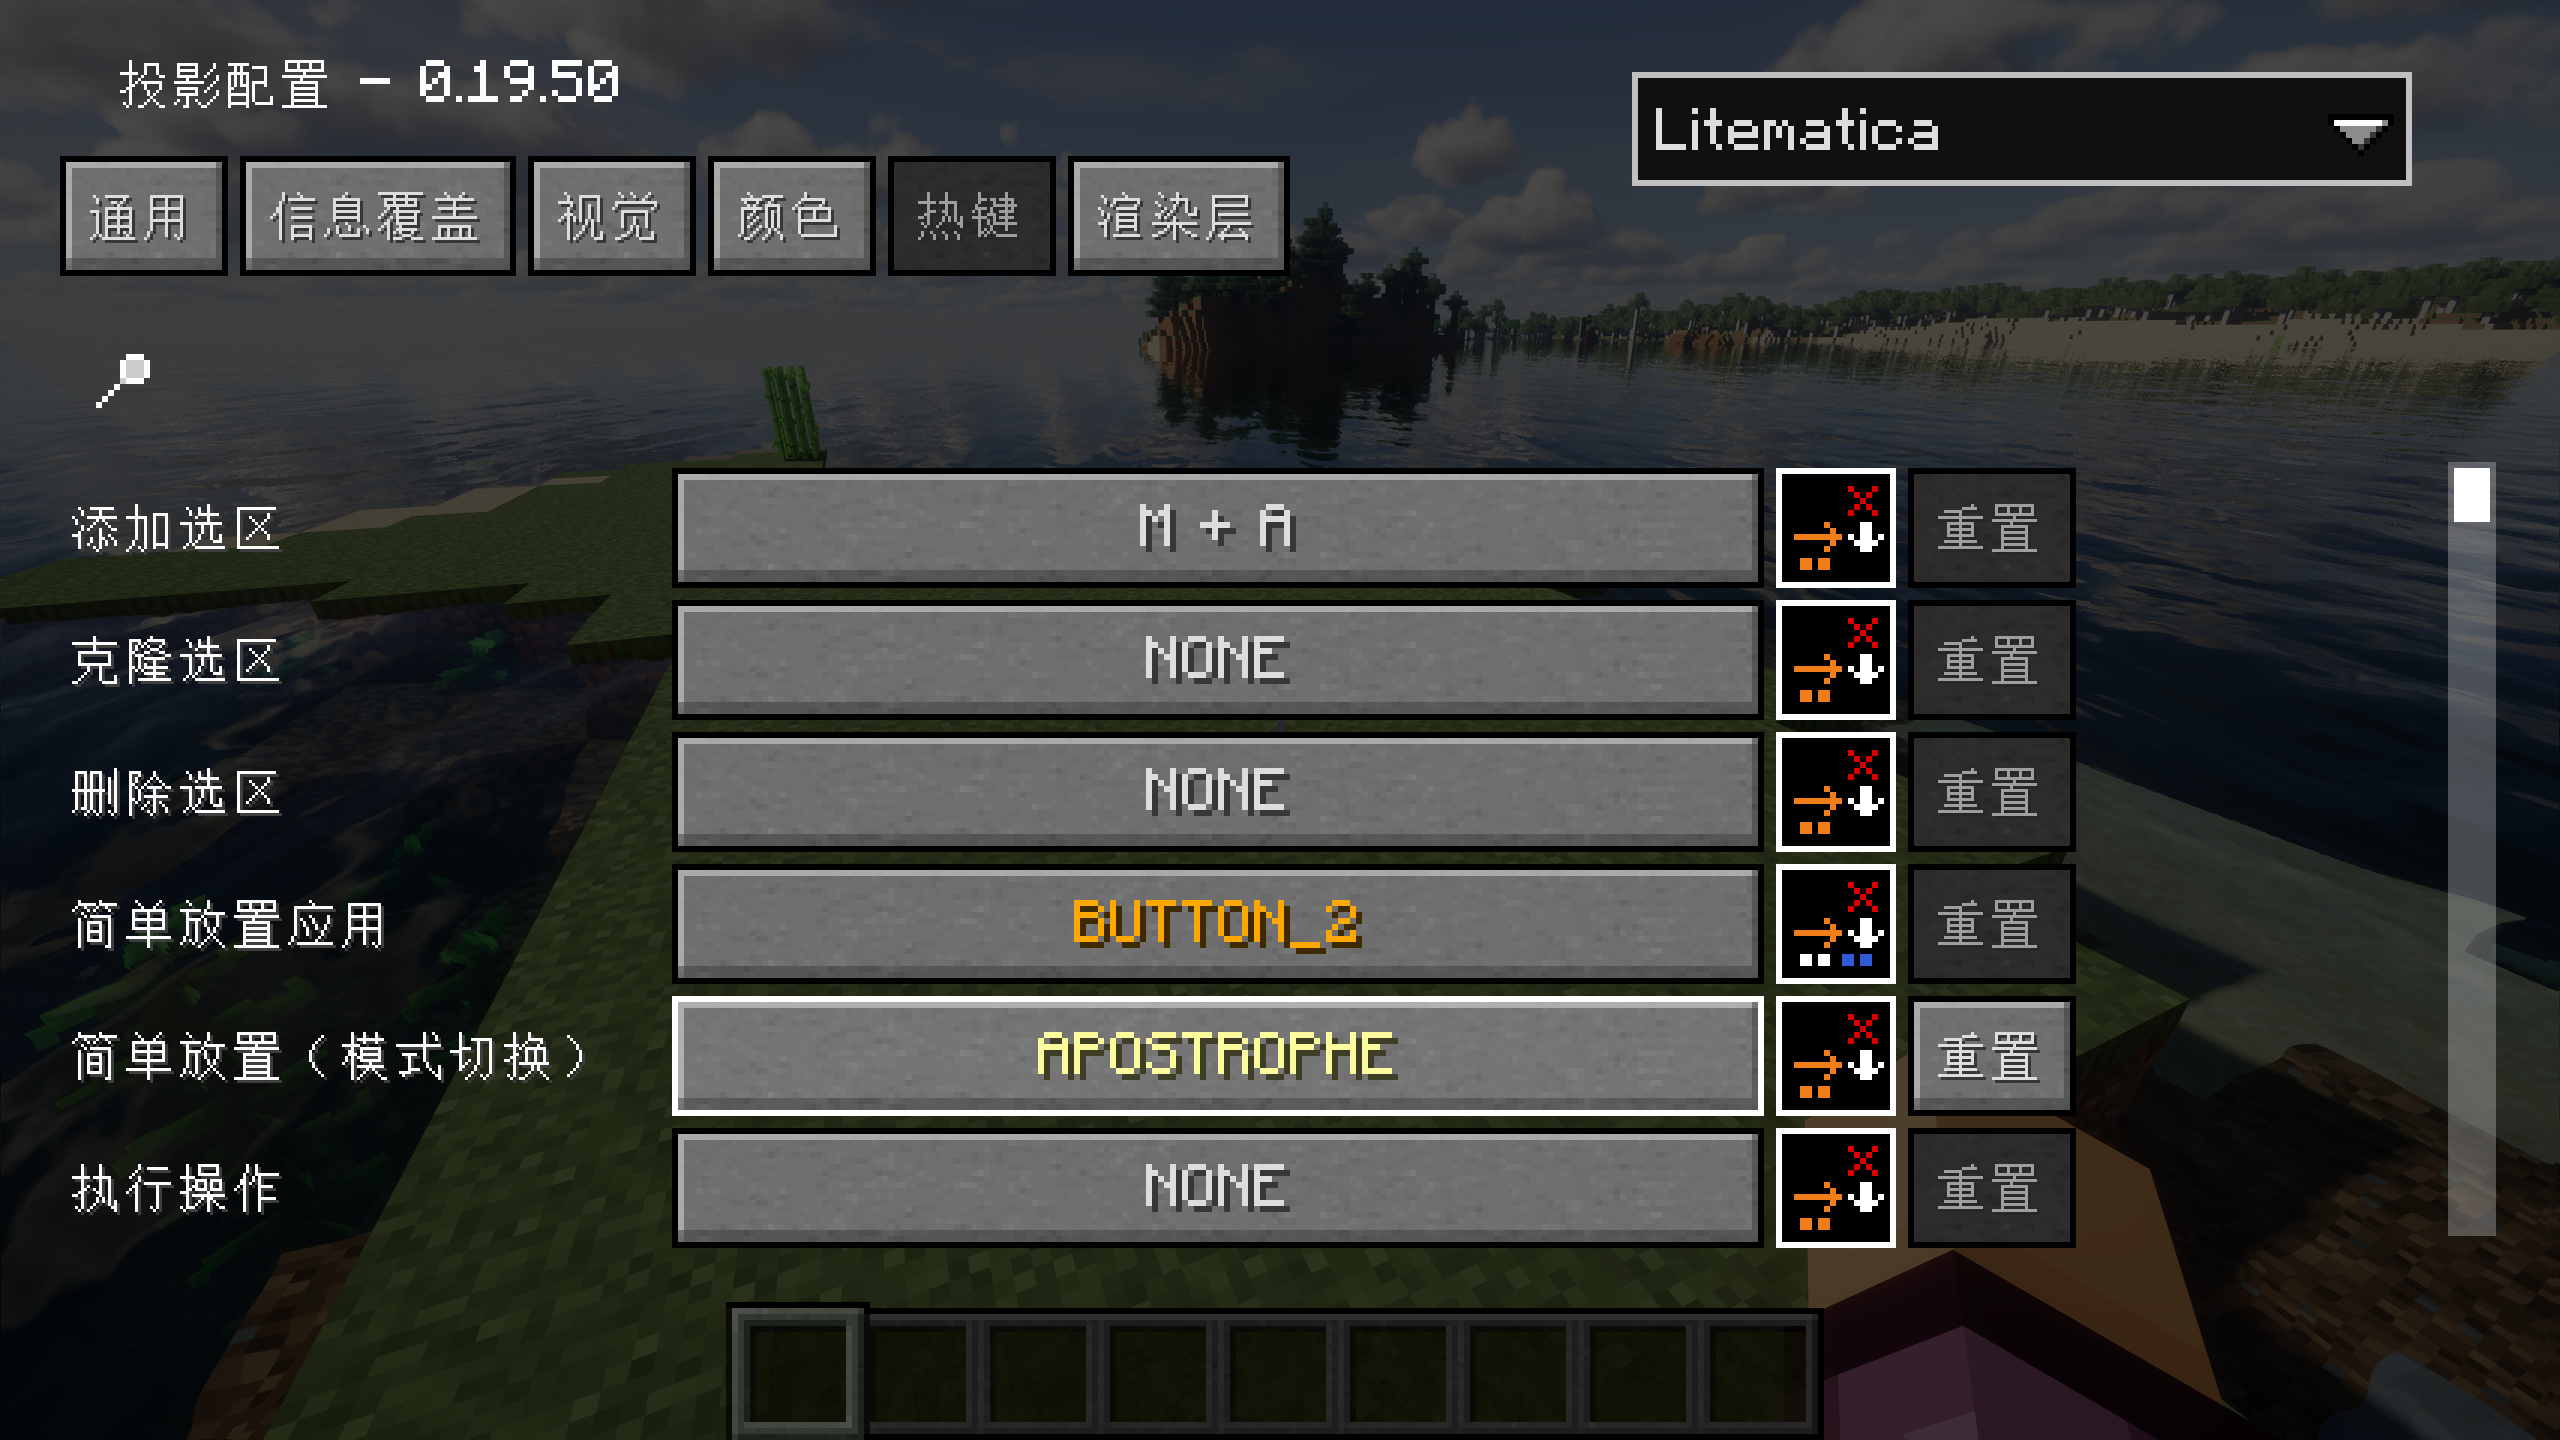 投影配置 - 0.19.50
Litematica
通用 信息覆盖 视觉 颜色 热键 渲染层
添加选区 M + A 重置
克隆选区 NONE 重置
删除选区 NONE 重置
简单放置应用 BUTTON_2 重置
简单放置（模式切换） APOSTROPHE 重置
执行操作 NONE 重置